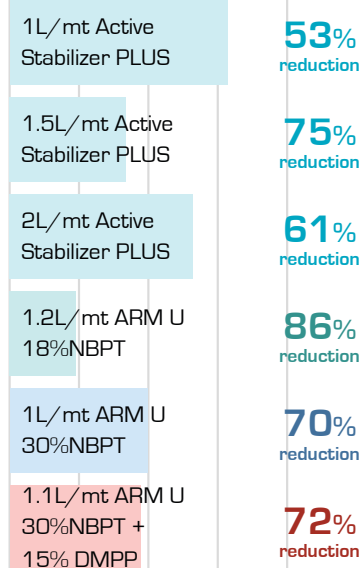 1L/mt Active
Stabilizer PLUS
53%
reduction
1.5L/mt Active
Stabilizer PLUS
75%
reduction
2L/mt Active
Stabilizer PLUS
61%
reduction
1.2L/mt ARM U
18%NBPT
86%
reduction
1L/mt ARM U
30%NBPT
70%
reduction
1.1L/mt ARM U
30%NBPT +
15% DMPP
72%
reduction